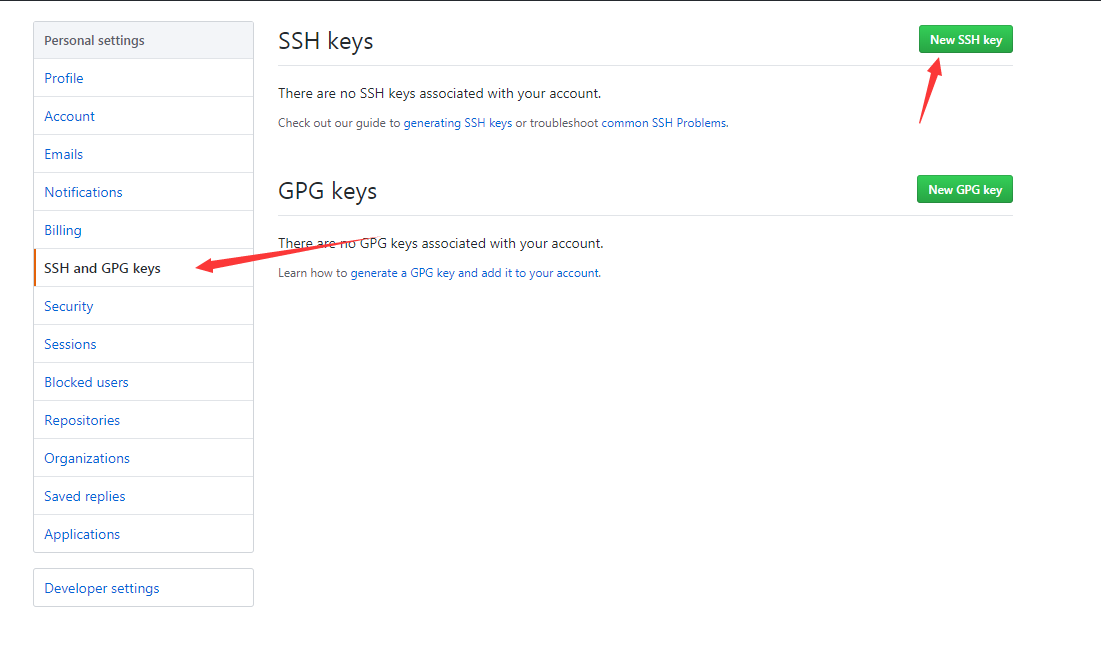 Personal settings
Profile
Account
Emails
Notifications
Billing
SSH and GPG keys
Security
Sessions
Blocked users
Repositories
Organizations
Saved replies
Applications
Developer settings
SSH keys
New SSH key
There are no SSH keys associated with your account.
Check out our guide to generating SSH keys or troubleshoot common SSH Problems.
GPG keys
New GPG key
There are no GPG keys associated with your account.
Learn how to generate a GPG key and add it to your account.